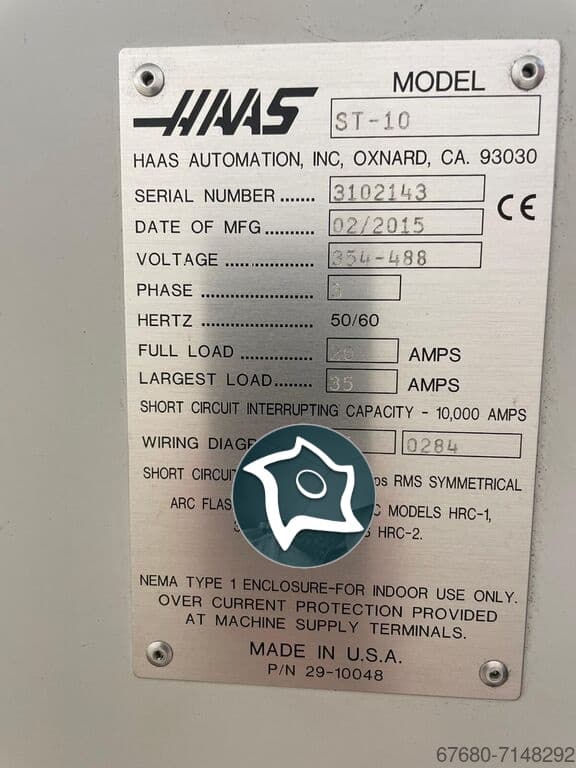 HAAS
MODEL
ST-10
HAAS AUTOMATION, INC, OXNARD, CA. 93030
SERIAL NUMBER ....... 3102143
CE
DATE OF MFG.......... 02/2015
VOLTAGE ................ 354-488
PHASE .................... 3
HERTZ .................... 50/60
FULL LOAD ............. AMPS
LARGEST LOAD........ 35 AMPS
SHORT CIRCUIT INTERRUPTING CAPACITY - 10,000 AMPS
WIRING 0284
SHORT CIRCUIT RMS SYMMETRICAL
ARC MODELS HRC-1,
HRC-2.
NEMA TYPE 1 ENCLOSURE-FOR INDOOR USE ONLY.
OVER CURRENT PROTECTION PROVIDED
AT MACHINE SUPPLY TERMINALS.
MADE IN U.S.A.
P/N 29-10048
67680-7148292